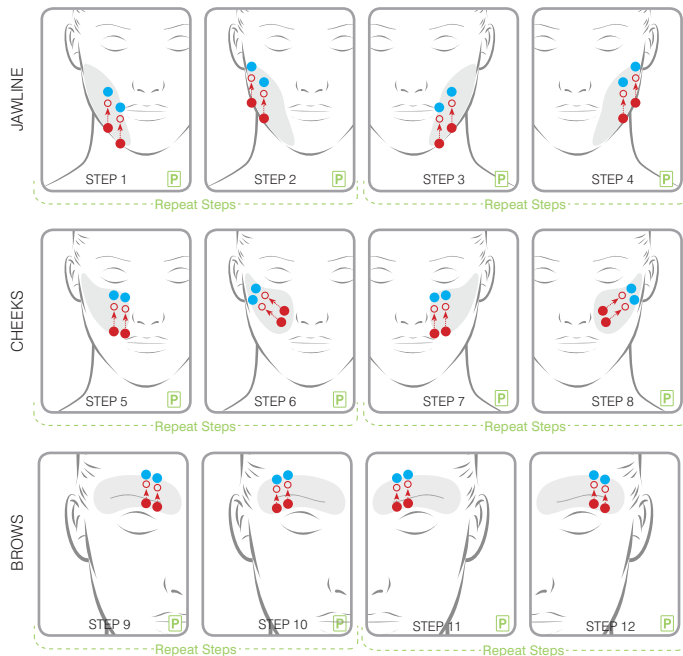 JAWLINE
STEP 1 P
STEP 2 P
STEP 3 P
STEP 4 P
Repeat Steps
Repeat Steps
CHEEKS
STEP 5 P
STEP 6 P
STEP 7 P
STEP 8 P
Repeat Steps
Repeat Steps
BROWS
STEP 9 P
STEP 10 P
STEP 11 P
STEP 12 P
Repeat Steps
Repeat Steps